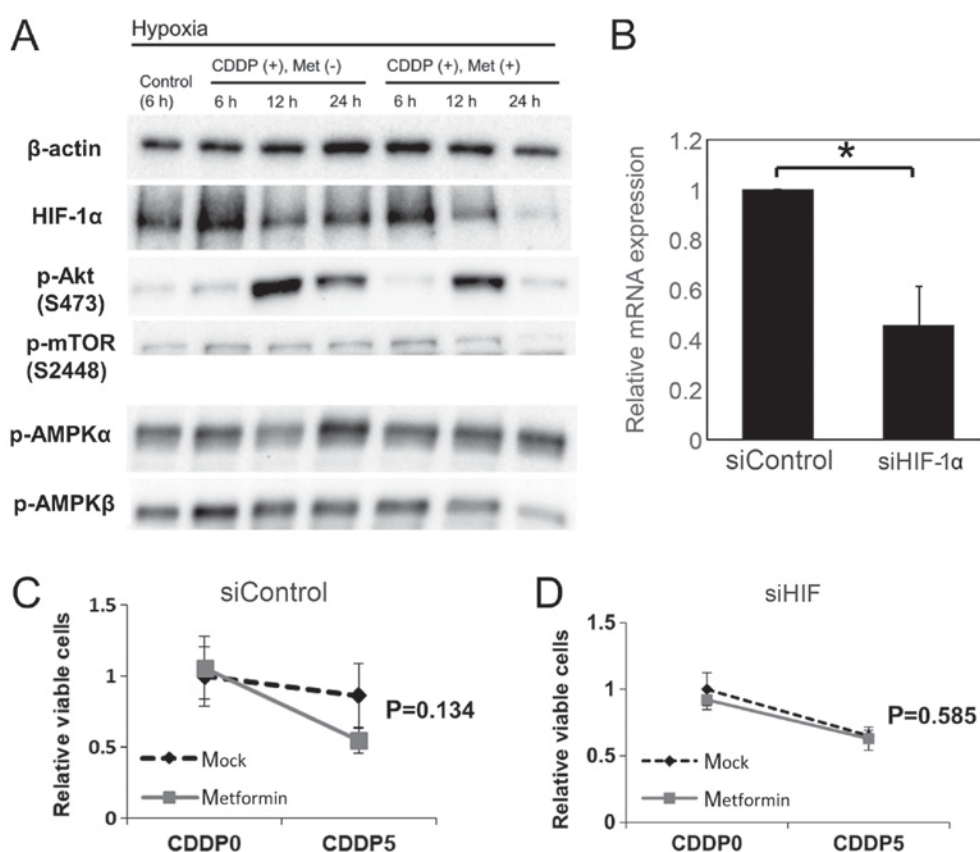 A
Hypoxia
CDDP (+), Met (-)
CDDP (+), Met (+)
Control
(6 h)
6 h
12 h
24 h
6 h
12 h
24 h
β-actin
HIF-1α
p-Akt
(S473)
p-mTOR
(S2448)
p-AMPKα
p-AMPKβ
B
Relative mRNA expression
1.2
1
0.8
0.6
0.4
0.2
0
*
siControl
siHIF-1α
C
siControl
Relative viable cells
1.5
1
0.5
0
P=0.134
Mock
Metformin
CDDP0
CDDP5
D
siHIF
Relative viable cells
1.5
1
0.5
0
P=0.585
Mock
Metformin
CDDP0
CDDP5